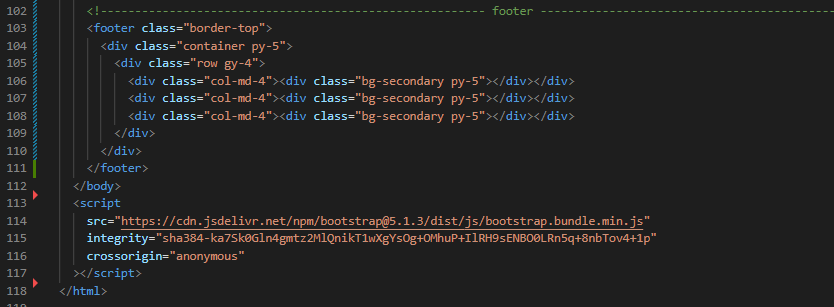 102 <!-------------------------------------------------------- footer --------------------------------------------
103 <footer class="border-top">
104 <div class="container py-5">
105 <div class="row gy-4">
106 <div class="col-md-4"><div class="bg-secondary py-5"></div></div>
107 <div class="col-md-4"><div class="bg-secondary py-5"></div></div>
108 <div class="col-md-4"><div class="bg-secondary py-5"></div></div>
109 </div>
110 </div>
111 </footer>
112 </body>
113 <script
114 src="https://cdn.jsdelivr.net/npm/bootstrap@5.1.3/dist/js/bootstrap.bundle.min.js"
115 integrity="sha384-ka7Sk0Gln4gmtz2MlQnikT1wXgYsOg+OMhuP+IlRH9sENBO0LRn5q+8nbTov4+1p"
116 crossorigin="anonymous"
117 ></script>
118 </html>